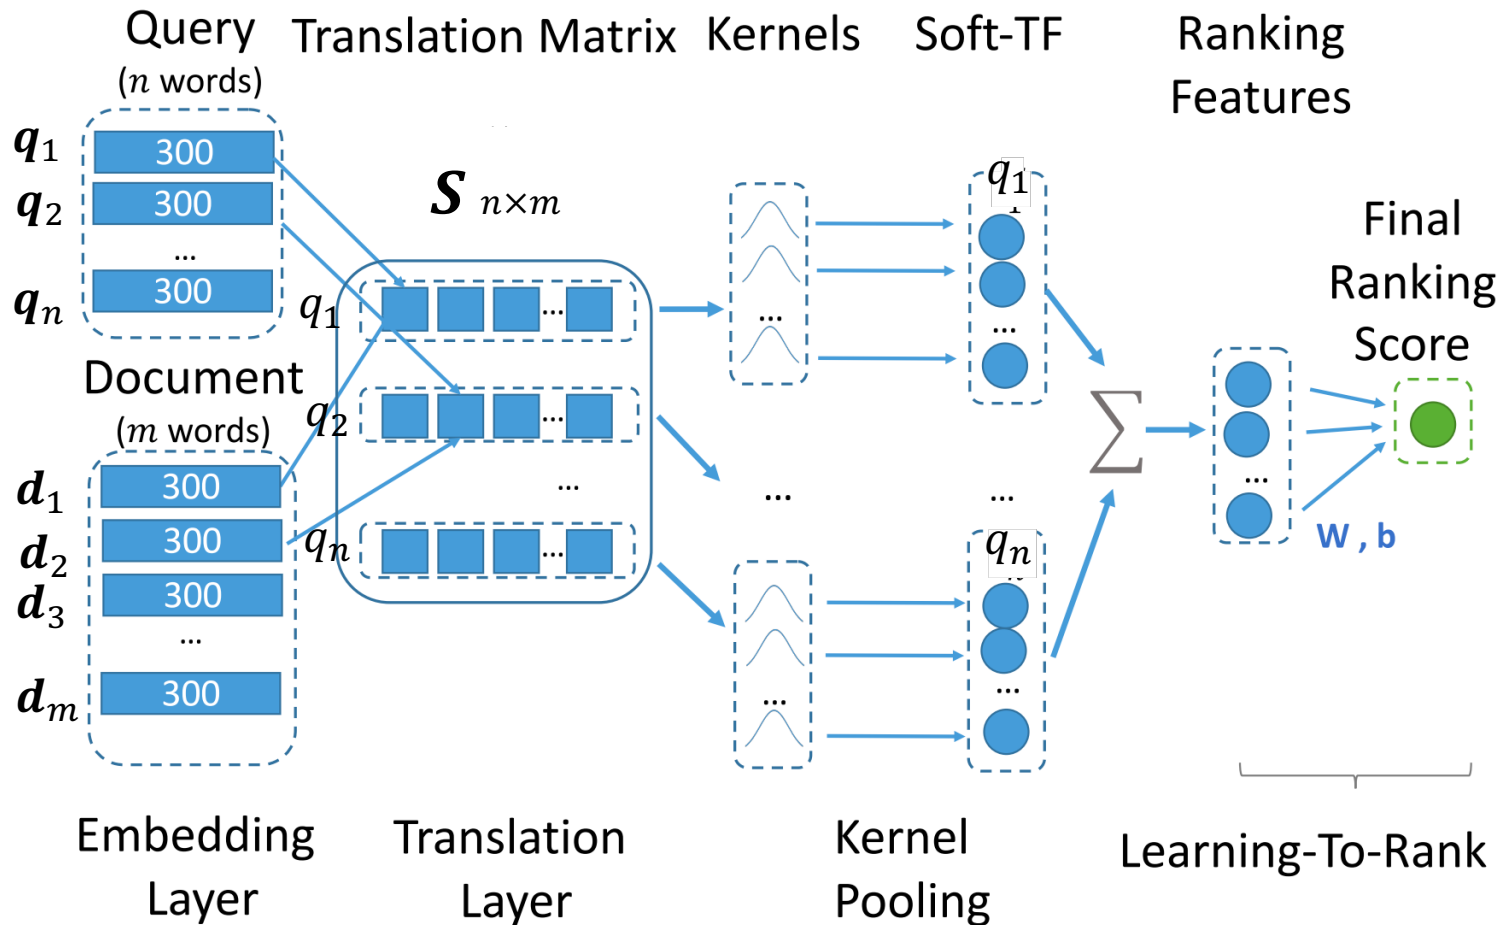 Query
(n words)
Translation Matrix
Kernels
Soft-TF
Ranking
Features
q1 300
q2 300
...
qn 300
S n×m
q1 ...
q2 ...
...
qn ...
Document
(m words)
d1 300
d2 300
d3 300
...
dm 300
...
...
...
q1
...
...
qn
...
∑
...
W , b
Final
Ranking
Score
Embedding
Layer
Translation
Layer
Kernel
Pooling
Learning-To-Rank